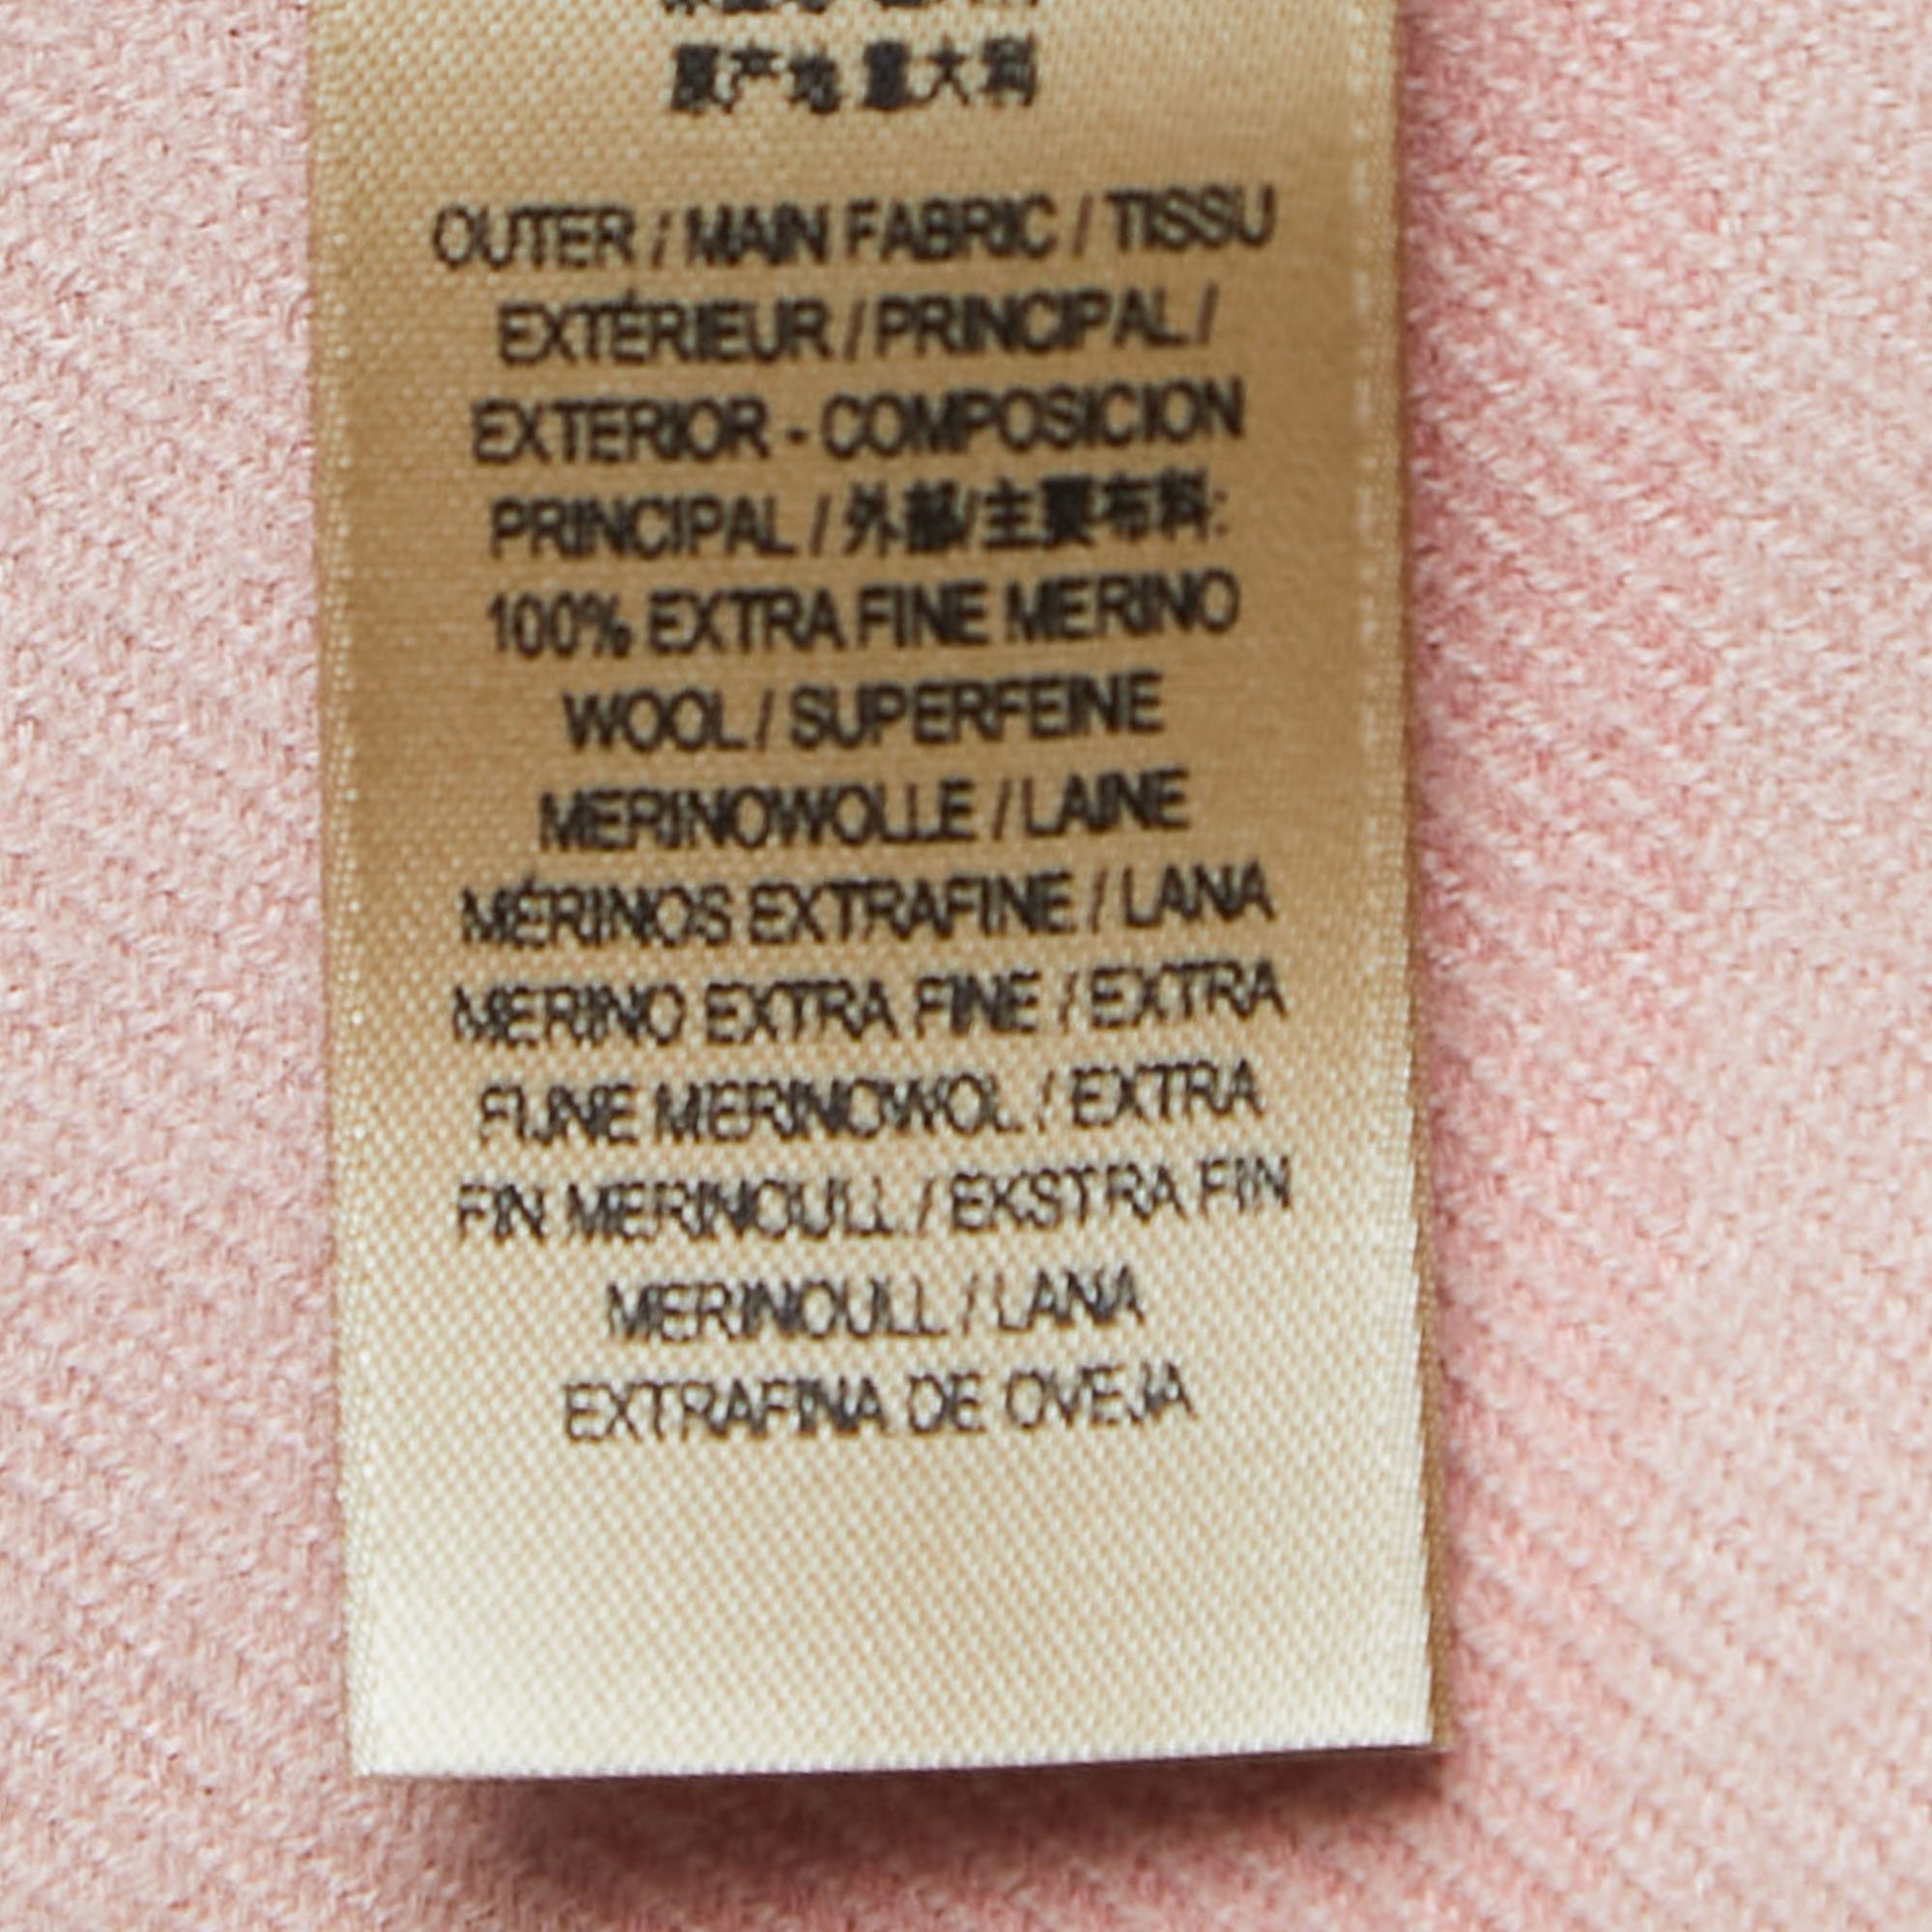 原产地 意大利
OUTER / MAIN FABRIC / TISSU
EXTÉRIEUR / PRINCIPAL /
EXTERIOR - COMPOSICION
PRINCIPAL / 外部/主要布料:
100% EXTRA FINE MERINO
WOOL / SUPERFEINE
MERINOWOLLE / LAINE
MÉRINOS EXTRAFINE / LANA
MERINO EXTRA FINE / EXTRA
FIJNE MERINOWOL / EXTRA
FIN MERINOULL / EKSTRA FIN
MERINOULL / LANA
EXTRAFINA DE OVEJA